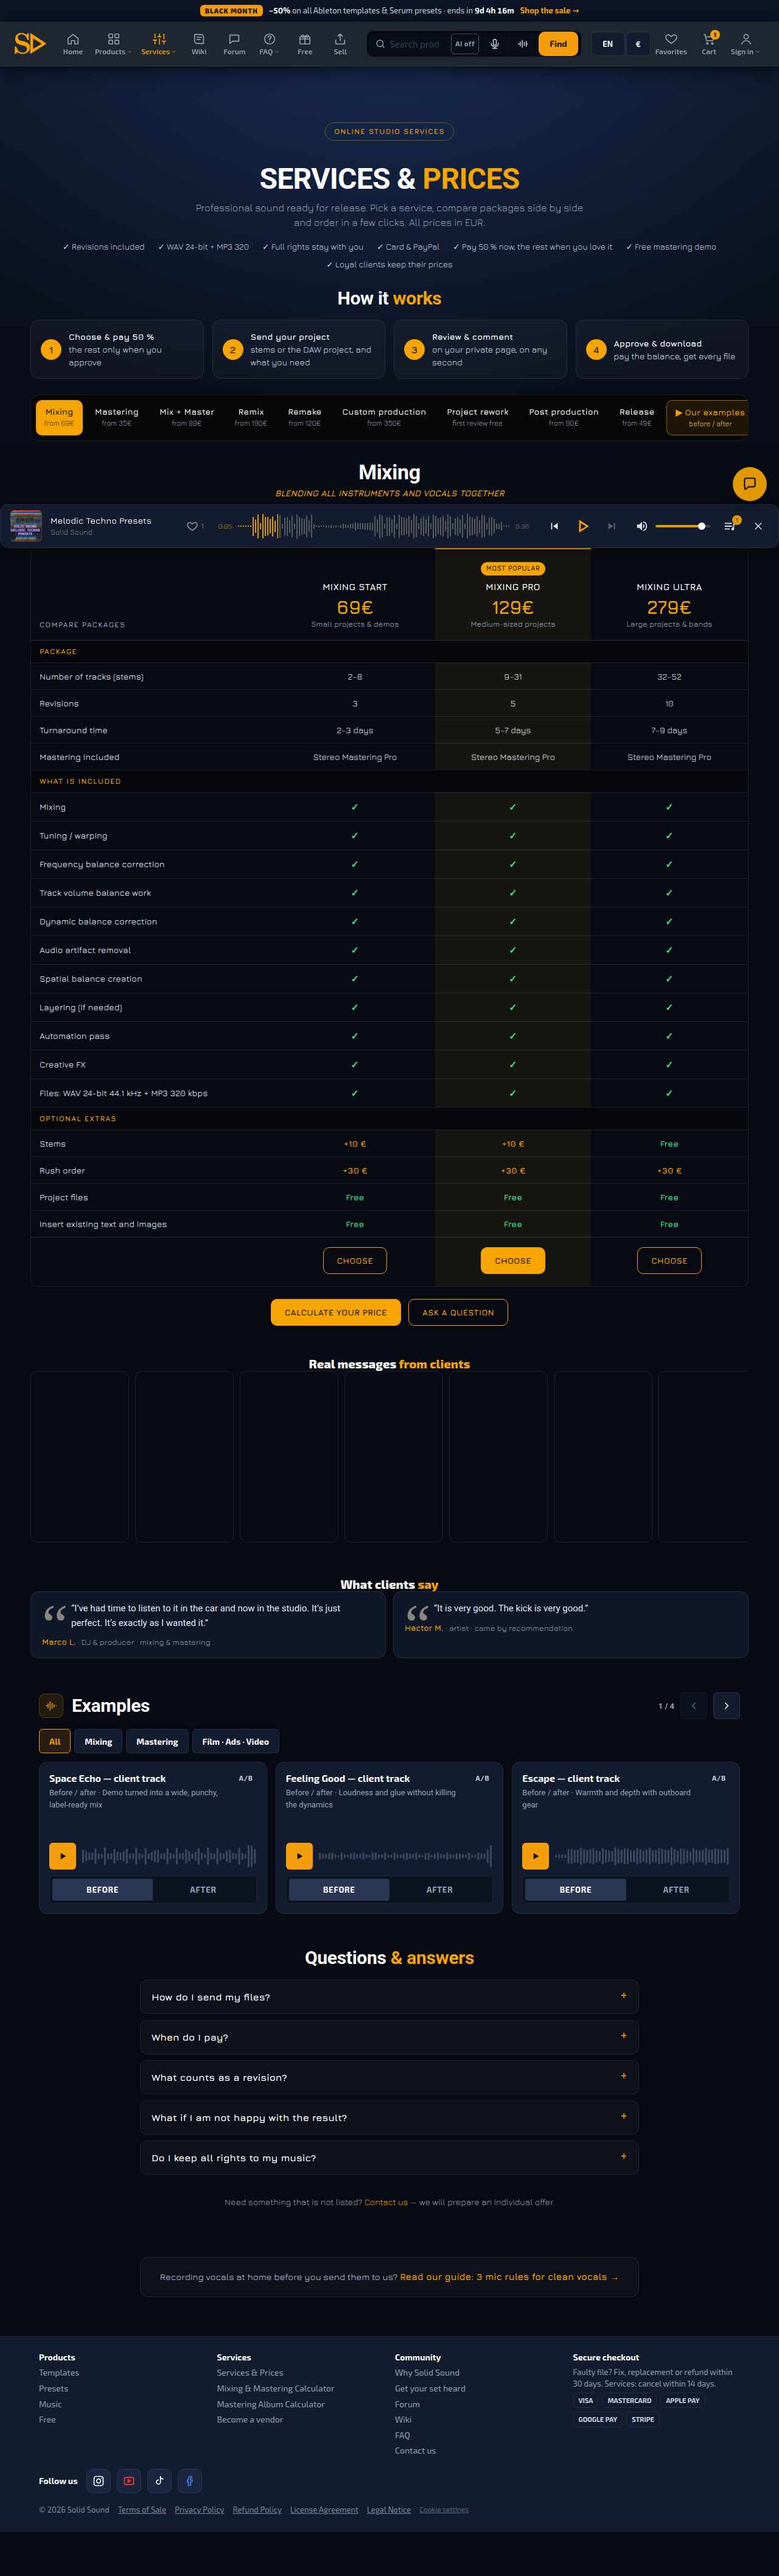 BLACK MONTH −50% on all Ableton templates & Serum presets · ends in 9d 4h 16m Shop the sale →
Home Products Services Wiki Forum FAQ Free Sell Search prod AI off Find EN € Favorites 1 Cart Sign In
ONLINE STUDIO SERVICES
SERVICES & PRICES
Professional sound ready for release. Pick a service, compare packages side by side
and order in a few clicks. All prices in EUR.
✓ Revisions included ✓ WAV 24-bit + MP3 320 ✓ Full rights stay with you ✓ Card & PayPal ✓ Pay 50 % now, the rest when you love it ✓ Free mastering demo
✓ Loyal clients keep their prices
How it works
1 Choose & pay 50 %
the rest only when you
approve
2 Send your project
stems or the DAW project, and
what you need
3 Review & comment
on your private page, on any
second
4 Approve & download
pay the balance, get every file
Mixing Mastering Mix + Master Remix Remake Custom production Project rework Post production Release ▶ Our examples
from 69€ from 35€ from 99€ from 190€ from 120€ from 350€ first review free from 90€ from 49€ before / after
Mixing
BLENDING ALL INSTRUMENTS AND VOCALS TOGETHER
Melodic Techno Presets
Solid Sound
1 0:05 0:36 1
MOST POPULAR
MIXING START MIXING PRO MIXING ULTRA
69€ 129€ 279€
COMPARE PACKAGES Small projects & demos Medium-sized projects Large projects & bands
PACKAGE
Number of tracks (stems) 2–8 9–31 32–52
Revisions 3 5 10
Turnaround time 2–3 days 5–7 days 7–9 days
Mastering included Stereo Mastering Pro Stereo Mastering Pro Stereo Mastering Pro
WHAT IS INCLUDED
Mixing ✓ ✓ ✓
Tuning / warping ✓ ✓ ✓
Frequency balance correction ✓ ✓ ✓
Track volume balance work ✓ ✓ ✓
Dynamic balance correction ✓ ✓ ✓
Audio artifact removal ✓ ✓ ✓
Spatial balance creation ✓ ✓ ✓
Layering (if needed) ✓ ✓ ✓
Automation pass ✓ ✓ ✓
Creative FX ✓ ✓ ✓
Files: WAV 24-bit 44.1 kHz + MP3 320 kbps ✓ ✓ ✓
OPTIONAL EXTRAS
Stems +10 € +10 € Free
Rush order +30 € +30 € +30 €
Project files Free Free Free
Insert existing text and images Free Free Free
CHOOSE CHOOSE CHOOSE
CALCULATE YOUR PRICE ASK A QUESTION
Real messages from clients
What clients say
“I’ve had time to listen to it in the car and now in the studio. It’s just
perfect. It’s exactly as I wanted it.”
Marco L. · DJ & producer · mixing & mastering
“It is very good. The kick is very good.”
Hector M. · artist · came by recommendation
Examples 1 / 4
All Mixing Mastering Film · Ads · Video
Space Echo — client track A/B
Before / after · Demo turned into a wide, punchy,
label-ready mix
BEFORE AFTER
Feeling Good — client track A/B
Before / after · Loudness and glue without killing
the dynamics
BEFORE AFTER
Escape — client track A/B
Before / after · Warmth and depth with outboard
gear
BEFORE AFTER
Questions & answers
How do I send my files? +
When do I pay? +
What counts as a revision? +
What if I am not happy with the result? +
Do I keep all rights to my music? +
Need something that is not listed? Contact us — we will prepare an individual offer.
Recording vocals at home before you send them to us? Read our guide: 3 mic rules for clean vocals →
Products
Templates
Presets
Music
Free
Services
Services & Prices
Mixing & Mastering Calculator
Mastering Album Calculator
Become a vendor
Community
Why Solid Sound
Get your set heard
Forum
Wiki
FAQ
Contact us
Secure checkout
Faulty file? Fix, replacement or refund within
30 days. Services: cancel within 14 days.
VISA MASTERCARD APPLE PAY
GOOGLE PAY STRIPE
Follow us
© 2026 Solid Sound Terms of Sale Privacy Policy Refund Policy License Agreement Legal Notice Cookie settings